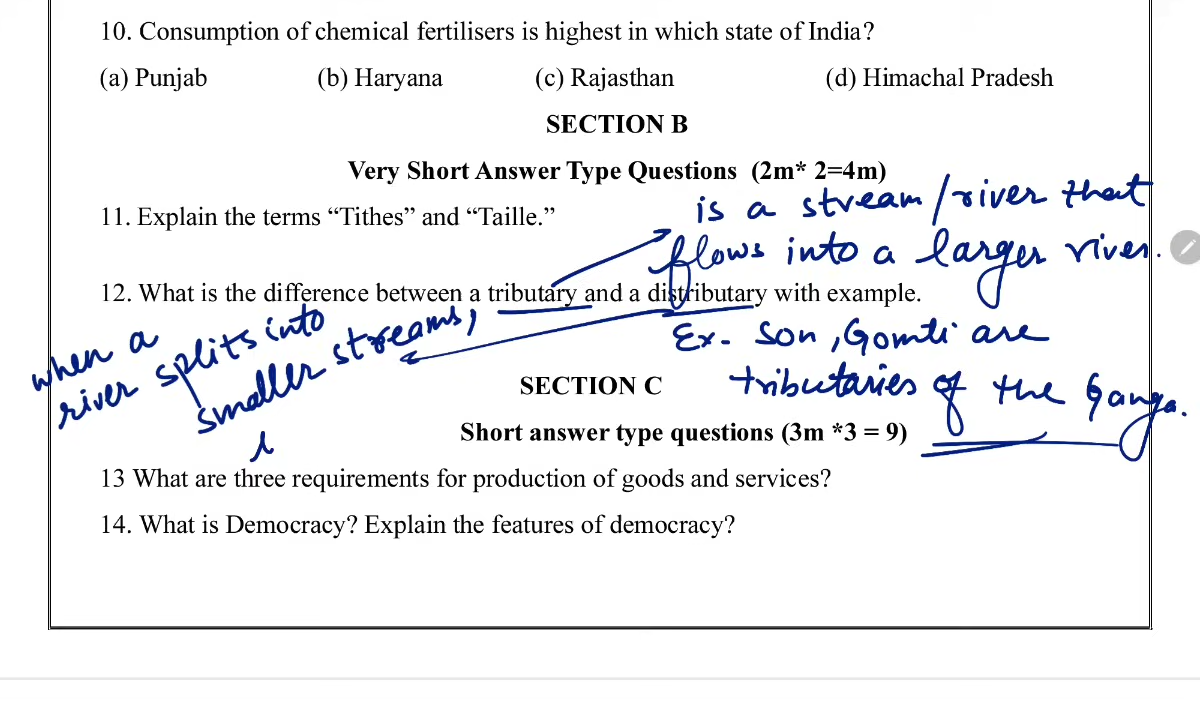 10. Consumption of chemical fertilisers is highest in which state of India?
(a) Punjab (b) Haryana (c) Rajasthan (d) Himachal Pradesh
SECTION B
Very Short Answer Type Questions (2m* 2=4m)
11. Explain the terms “Tithes” and “Taille.”
is a stream/river that
flows into a larger river.
12. What is the difference between a tributary and a distributary with example.
when a
river splits into
smaller streams,
Ex- Son, Gomti are
tributaries of the Ganga.
SECTION C
Short answer type questions (3m *3 = 9)
13 What are three requirements for production of goods and services?
14. What is Democracy? Explain the features of democracy?